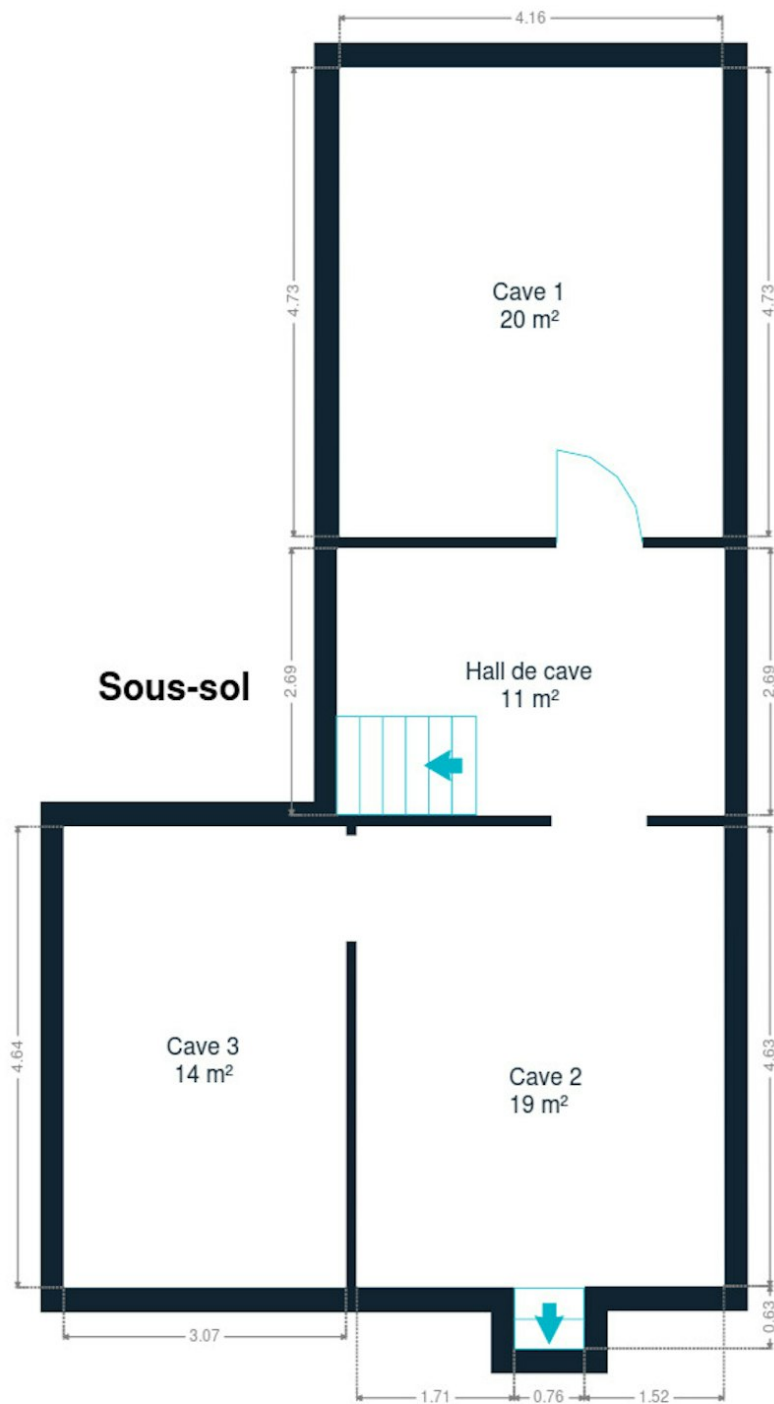 4.16
4.73
4.73
Cave 1
20 m²
Sous-sol
2.69
Hall de cave
11 m²
2.69
4.64
Cave 3
14 m²
Cave 2
19 m²
4.63
0.63
3.07
1.71
0.76
1.52